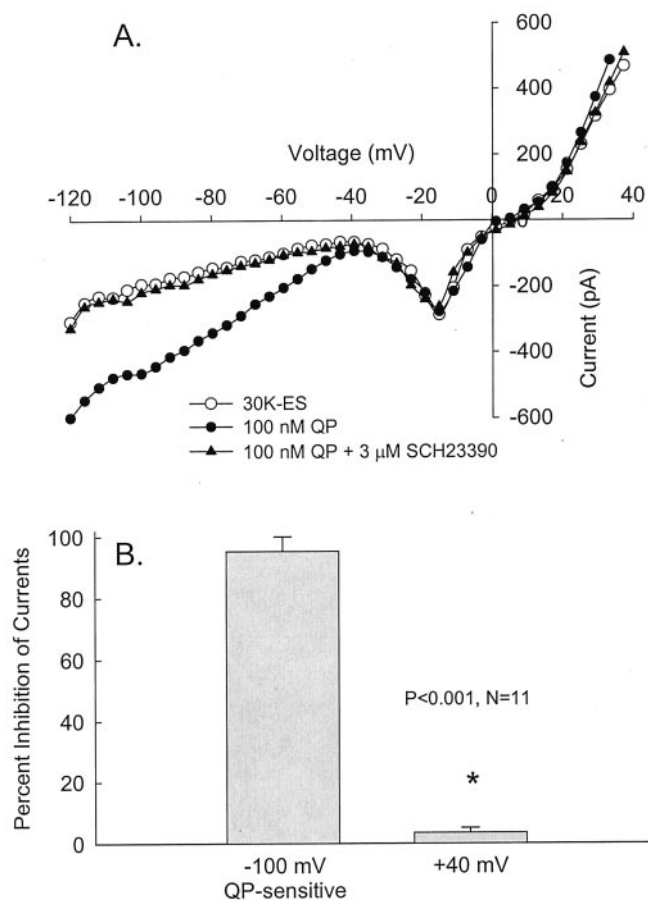 A.
600
400
200
Voltage (mV)
-120 -100 -80 -60 -40 -20 0 20 40
-200
-400
-600
Current (pA)
30K-ES
100 nM QP
100 nM QP + 3 μM SCH23390
B.
100
80
60
40
20
0
Percent Inhibition of Currents
P<0.001, N=11
*
-100 mV +40 mV
QP-sensitive